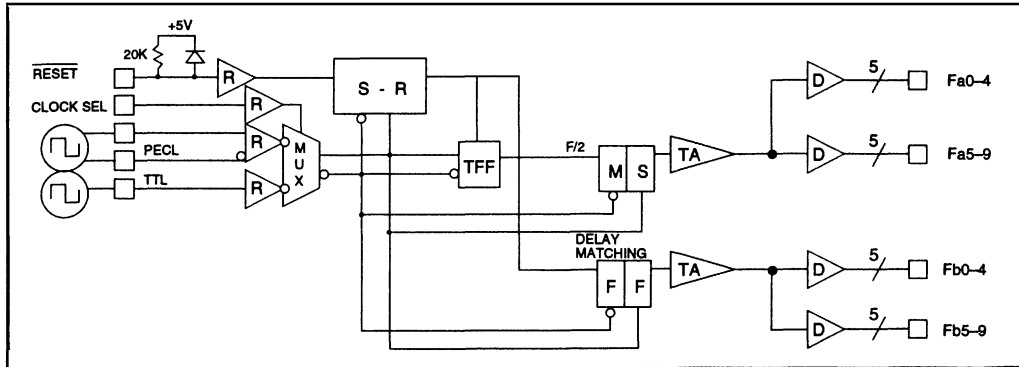 +5V
20K
RESET
R
S - R
5
D
Fa0–4
CLOCK SEL
R
PECL
R
M
U
X
TFF
F/2
M S
TA
D
5
Fa5–9
TTL
R
DELAY
MATCHING
F F
TA
D
5
Fb0–4
D
5
Fb5–9